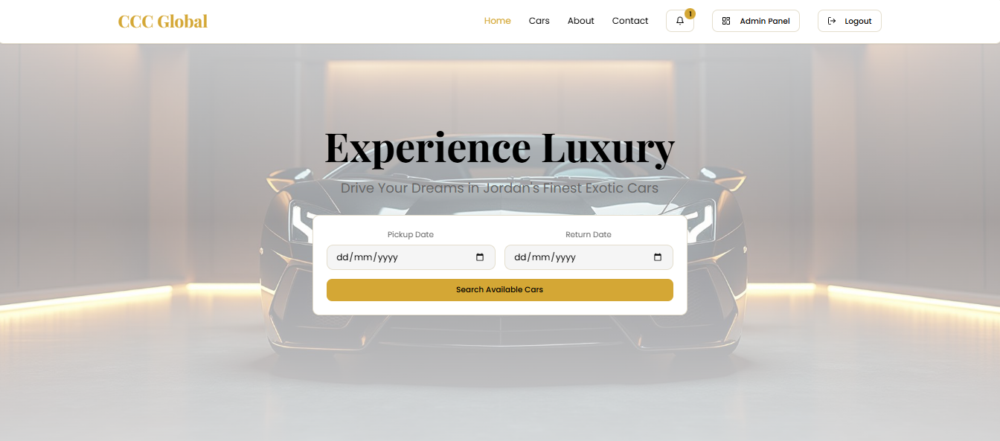 CCC Global
Home Cars About Contact 1 Admin Panel Logout
Experience Luxury
Drive Your Dreams in Jordan's Finest Exotic Cars
Pickup Date Return Date
dd/mm/yyyy dd/mm/yyyy
Search Available Cars